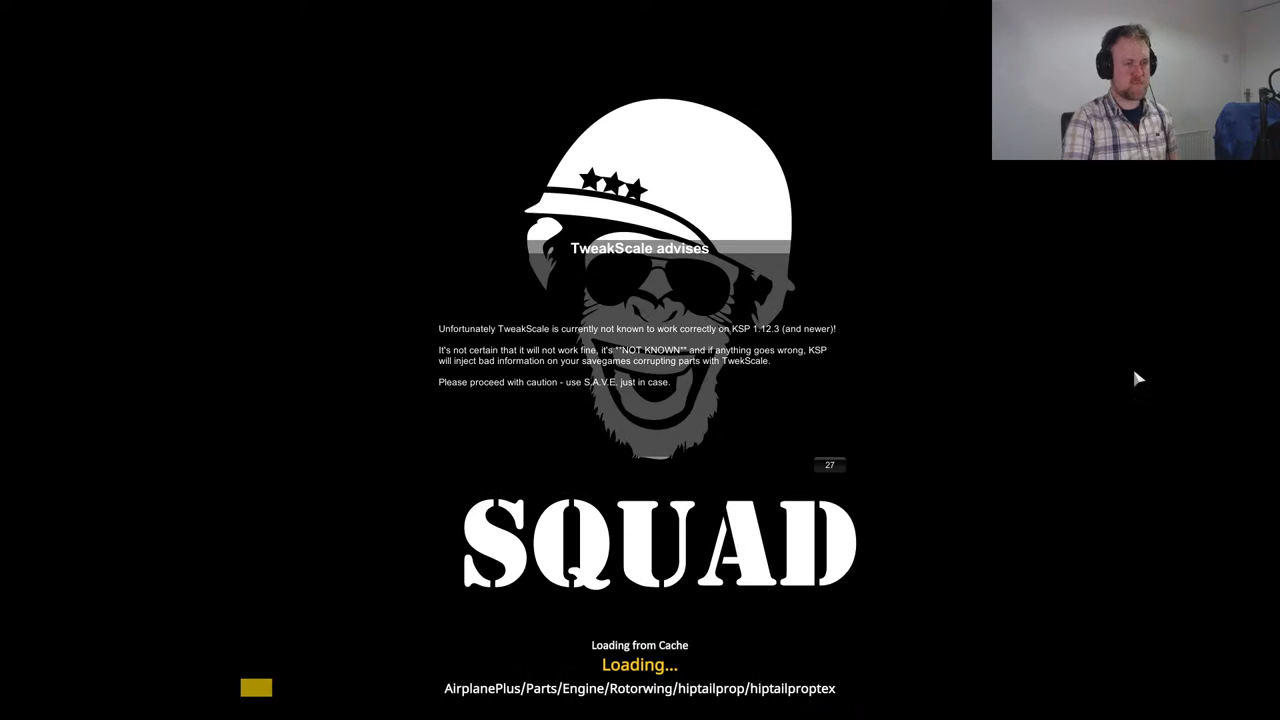 TweakScale advises
Unfortunately TweakScale is currently not known to work correctly on KSP 1.12.3 (and newer)!
It's not certain that it will not work fine, it's **NOT KNOWN** and if anything goes wrong, KSP
will inject bad information on your savegames corrupting parts with TwekScale.
Please proceed with caution - use S.A.V.E. just in case.
27
SQUAD
Loading from Cache
Loading...
AirplanePlus/Parts/Engine/Rotorwing/hiptailprop/hiptailproptex